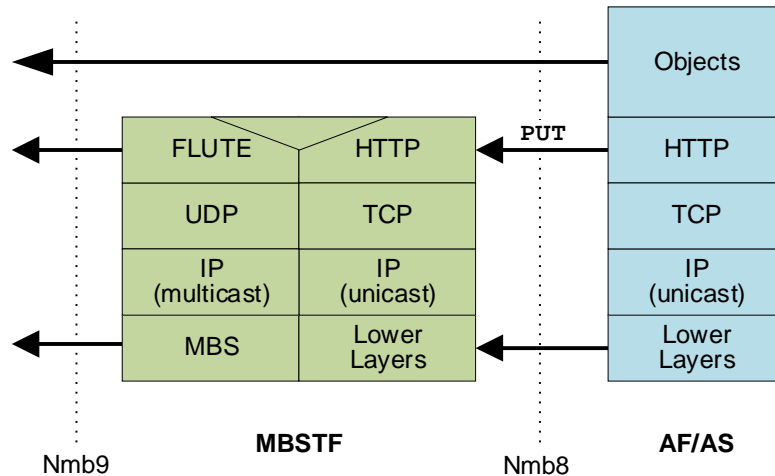 Objects
PUT
FLUTE
HTTP
HTTP
UDP
TCP
TCP
IP
(multicast)
IP
(unicast)
IP
(unicast)
MBS
Lower
Layers
Lower
Layers
MBSTF
AF/AS
Nmb9
Nmb8